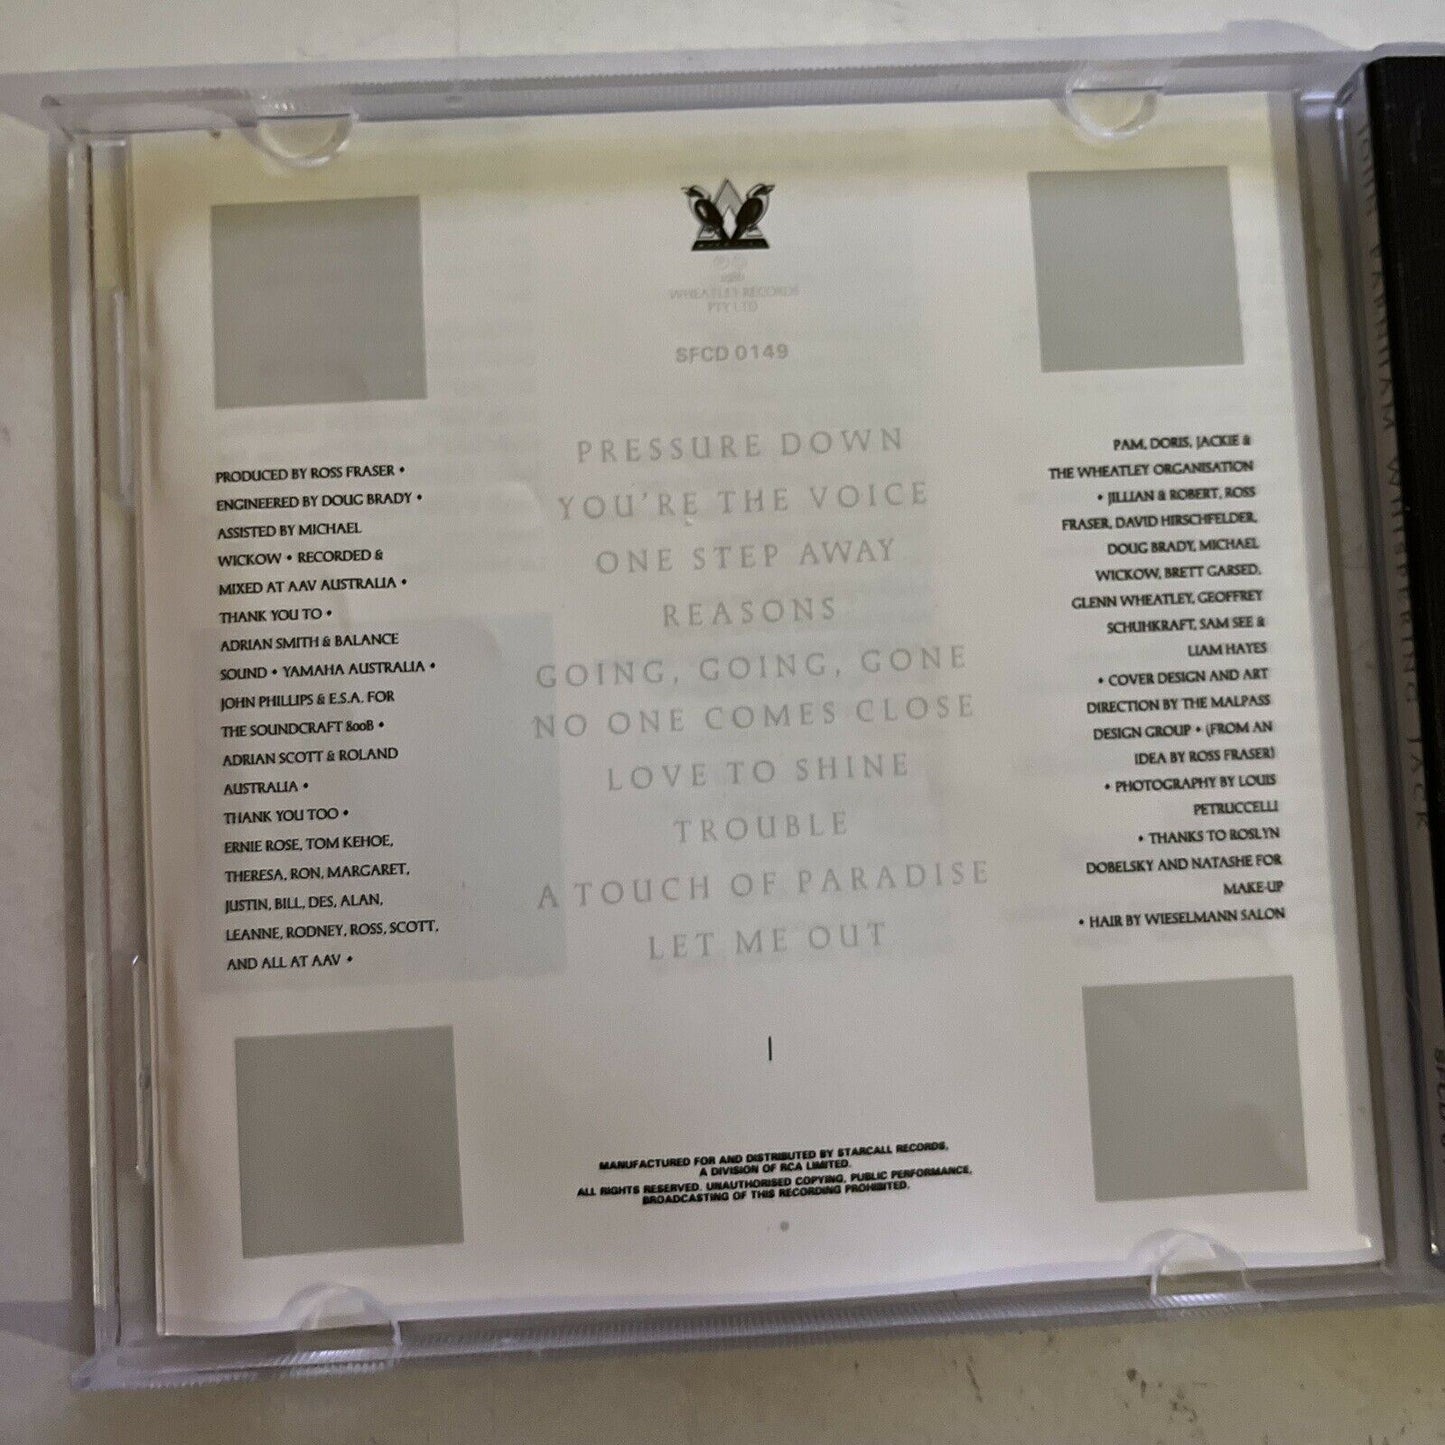 WHEATLEY RECORDS
PTY LTD
SFCD 0149
PRESSURE DOWN
YOU'RE THE VOICE
ONE STEP AWAY
REASONS
GOING, GOING, GONE
NO ONE COMES CLOSE
LOVE TO SHINE
TROUBLE
A TOUCH OF PARADISE
LET ME OUT
PRODUCED BY ROSS FRASER •
ENGINEERED BY DOUG BRADY •
ASSISTED BY MICHAEL
WICKOW • RECORDED &
MIXED AT AAV AUSTRALIA •
THANK YOU TO •
ADRIAN SMITH & BALANCE
SOUND • YAMAHA AUSTRALIA •
JOHN PHILLIPS & E.S.A. FOR
THE SOUNDCRAFT 800B •
ADRIAN SCOTT & ROLAND
AUSTRALIA •
THANK YOU TOO •
ERNIE ROSE, TOM KEHOE,
THERESA, RON, MARGARET,
JUSTIN, BILL, DES, ALAN,
LEANNE, RODNEY, ROSS, SCOTT,
AND ALL AT AAV •
PAM, DORIS, JACKIE &
THE WHEATLEY ORGANISATION
• JILLIAN & ROBERT, ROSS
FRASER, DAVID HIRSCHFELDER,
DOUG BRADY, MICHAEL
WICKOW, BRETT GARSED,
GLENN WHEATLEY, GEOFFREY
SCHUHKRAFT, SAM SEE &
LIAM HAYES
• COVER DESIGN AND ART
DIRECTION BY THE MALPASS
DESIGN GROUP • (FROM AN
IDEA BY ROSS FRASER)
• PHOTOGRAPHY BY LOUIS
PETRUCCELLI
• THANKS TO ROSLYN
DOBELSKY AND NATASHE FOR
MAKE-UP
• HAIR BY WIESELMANN SALON
MANUFACTURED FOR AND DISTRIBUTED BY STARCALL RECORDS,
A DIVISION OF RCA LIMITED.
ALL RIGHTS RESERVED. UNAUTHORISED COPYING, PUBLIC PERFORMANCE,
BROADCASTING OF THIS RECORDING PROHIBITED.
JOHN FARNHAM WHISPERING JACK